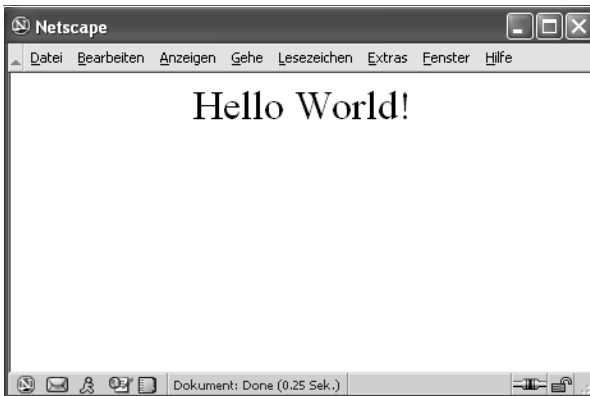 Netscape
Datei Bearbeiten Anzeigen Gehe Lesezeichen Extras Fenster Hilfe
Hello World!
Dokument: Done (0.25 Sek.)